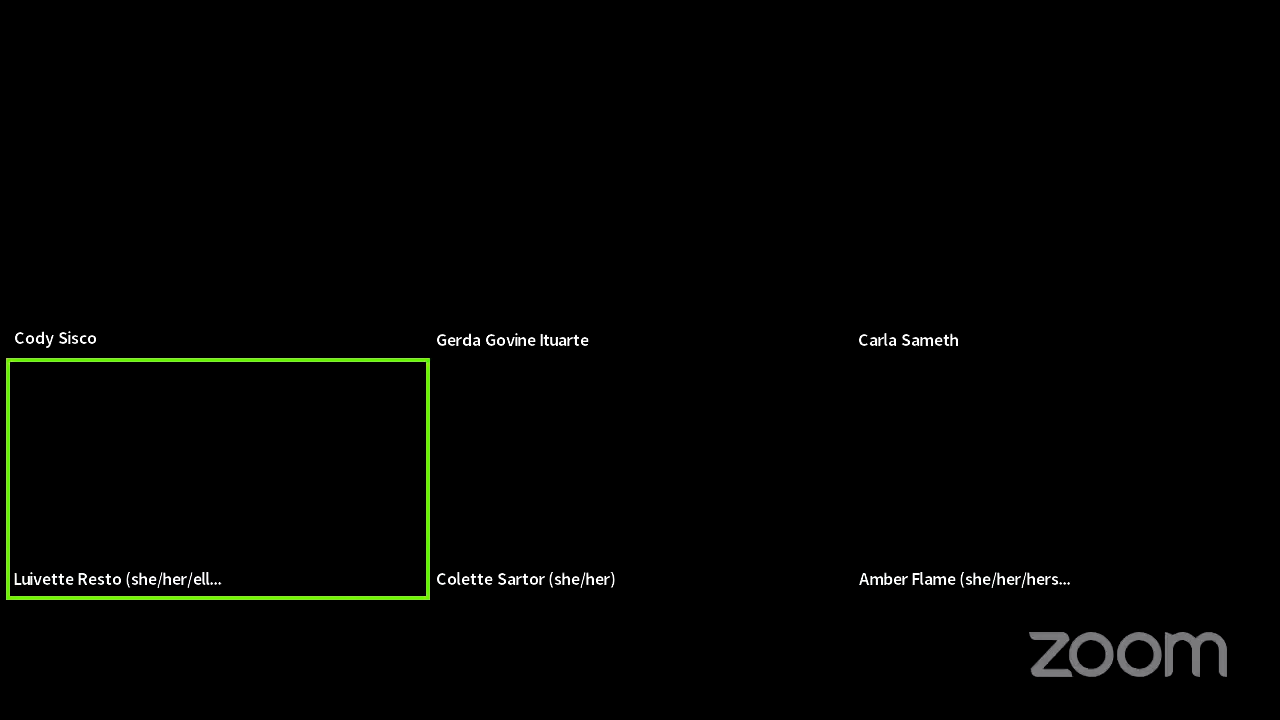 Cody Sisco
Gerda Govine Ituarte
Carla Sameth
Luivette Resto (she/her/ell...
Colette Sartor (she/her)
Amber Flame (she/her/hers...
zoom